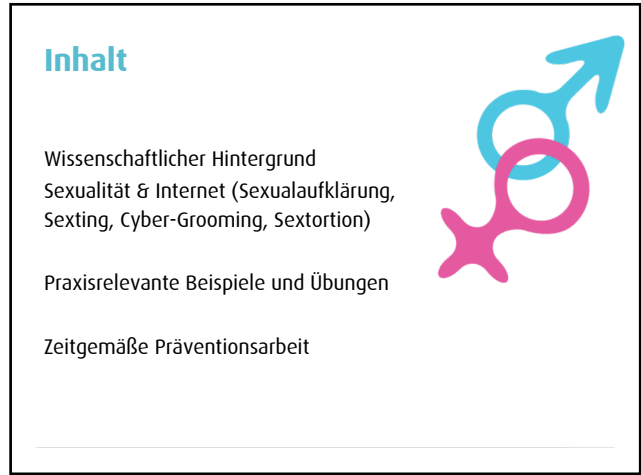 Inhalt
Wissenschaftlicher Hintergrund
Sexualität & Internet (Sexualaufklärung,
Sexting, Cyber-Grooming, Sextortion)
Praxisrelevante Beispiele und Übungen
Zeitgemäße Präventionsarbeit